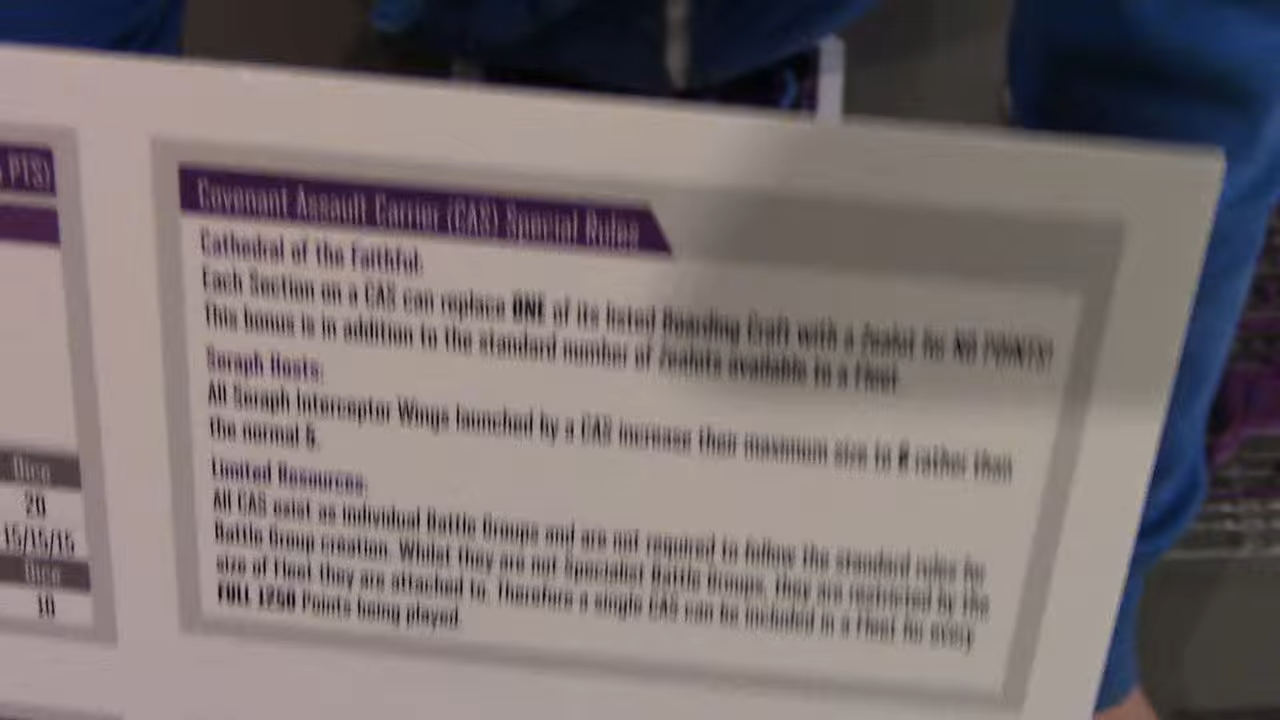 PTS)
Covenant Assault Carrier (CAS) Special Rules
Cathedral of the Faithful:
Each Section on a CAS can replace ONE of its listed Boarding Craft with a Zealot for NO POINTS!
This bonus is in addition to the standard number of Zealots available to a Fleet.
Seraph Hosts:
All Seraph Interceptor Wings launched by a CAS increase their maximum size to 8 rather than
the normal 6.
Limited Resources:
All CAS exist as individual Battle Groups and are not required to follow the standard rules for
Battle Group creation. Whilst they are not Specialist Battle Groups, they are restricted by the
size of Fleet they are attached to. Therefore a single CAS can be included in a Fleet for every
FULL 1250 Points being played.
Dice
20
15/15/15
Dice
10